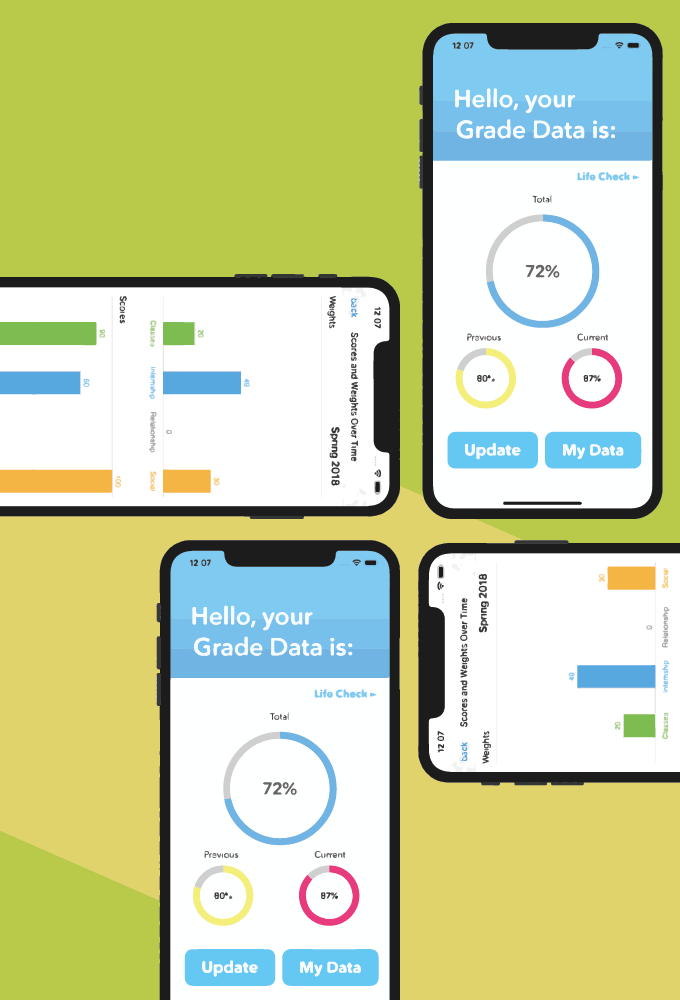 12 07
Hello, your
Grade Data is:
Life Check ►
Total
72%
Previous Current
80% 87%
Update My Data
12 07
back Scores and Weights Over Time
Weights Spring 2018
20 49 0 30
Classes Internship Relationship Social
Scores
90 80 100
12 07
Hello, your
Grade Data is:
Life Check ►
Total
72%
Previous Current
80% 87%
Update My Data
12 07
back Scores and Weights Over Time
Weights Spring 2018
20 49 0 30
Classes Internship Relationship Social